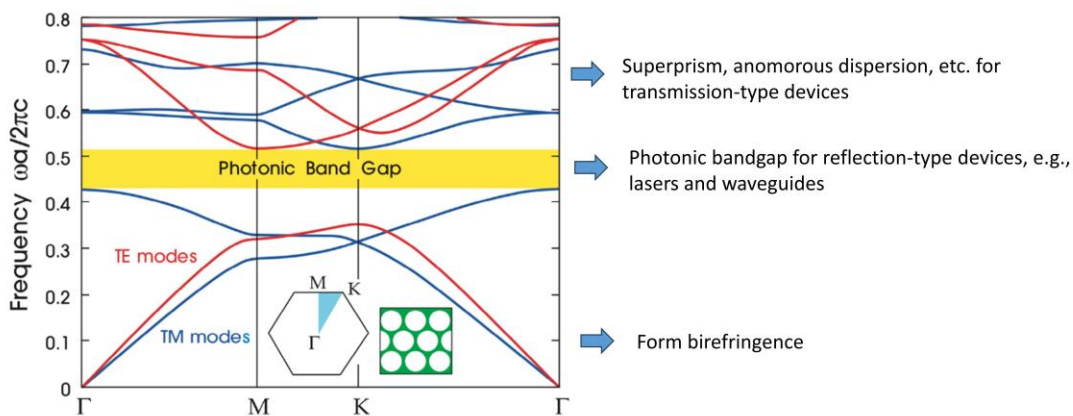 0.8
0.7
0.6
0.5
0.4
0.3
0.2
0.1
0
Frequency ωa/2πc
Photonic Band Gap
TE modes
TM modes
M
K
Γ
Γ
M
K
Γ
Superprism, anomorous dispersion, etc. for
transmission-type devices
Photonic bandgap for reflection-type devices, e.g.,
lasers and waveguides
Form birefringence